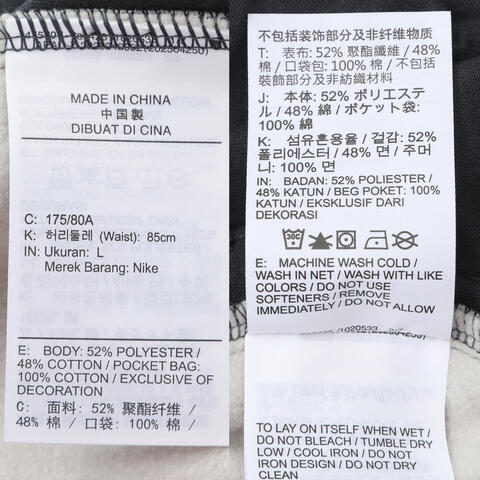 MADE IN CHINA
中国製
DIBUAT DI CINA
C: 175/80A
K: 허리둘레 (Waist): 85cm
IN: Ukuran: L
Merek Barang: Nike
E: BODY: 52% POLYESTER /
48% COTTON / POCKET BAG:
100% COTTON / EXCLUSIVE OF
DECORATION
C: 面料: 52% 聚酯纤维 /
48% 棉 / 口袋: 100% 棉 /
不包括装饰部分及非纤维物质
T: 表布: 52% 聚酯纖維 / 48%
棉 / 口袋包: 100% 棉 / 不包括
裝飾部分及非紡織材料
J: 本体: 52% ポリエステ
ル / 48% 綿 / ポケット袋:
100% 綿
K: 섬유혼용율 / 겉감: 52%
폴리에스터 / 48% 면 / 주머
니: 100% 면
IN: BADAN: 52% POLIESTER /
48% KATUN / BEG POKET: 100%
KATUN / EKSKLUSIF DARI
DEKORASI
E: MACHINE WASH COLD /
WASH IN NET / WASH WITH LIKE
COLORS / DO NOT USE
SOFTENERS / REMOVE
IMMEDIATELY / DO NOT ALLOW
TO LAY ON ITSELF WHEN WET /
DO NOT BLEACH / TUMBLE DRY
LOW / COOL IRON / DO NOT
IRON DECORATION / DO NOT DRY
CLEAN